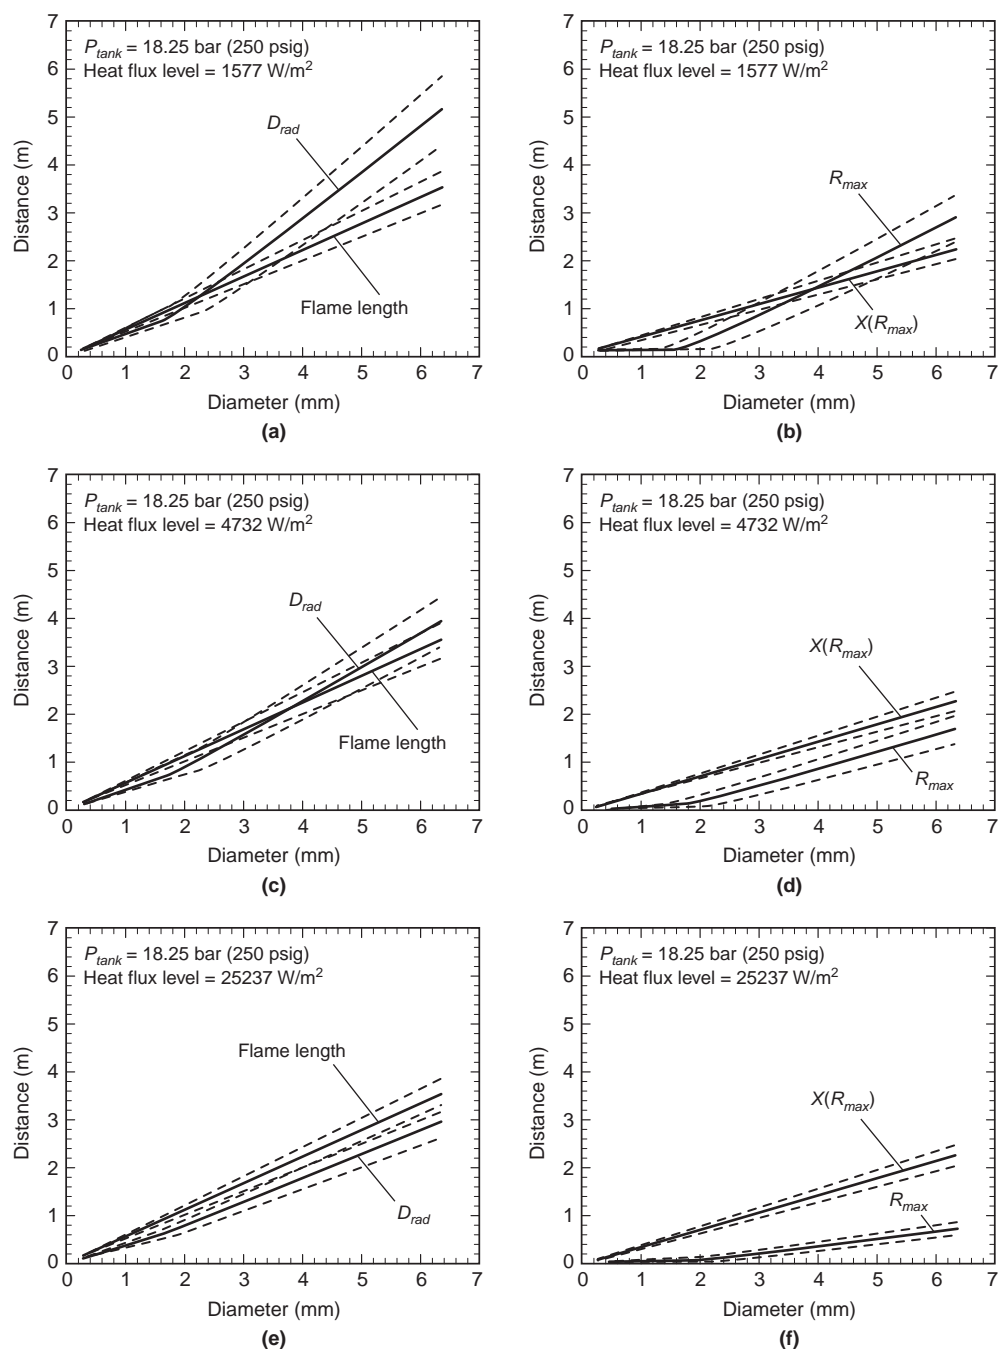 7
6
5
4
3
2
1
0
Distance (m)
P_tank = 18.25 bar (250 psig)
Heat flux level = 1577 W/m²
D_rad
Flame length
0 1 2 3 4 5 6 7
Diameter (mm)
(a)
7
6
5
4
3
2
1
0
Distance (m)
P_tank = 18.25 bar (250 psig)
Heat flux level = 1577 W/m²
R_max
X(R_max)
0 1 2 3 4 5 6 7
Diameter (mm)
(b)
7
6
5
4
3
2
1
0
Distance (m)
P_tank = 18.25 bar (250 psig)
Heat flux level = 4732 W/m²
D_rad
Flame length
0 1 2 3 4 5 6 7
Diameter (mm)
(c)
7
6
5
4
3
2
1
0
Distance (m)
P_tank = 18.25 bar (250 psig)
Heat flux level = 4732 W/m²
X(R_max)
R_max
0 1 2 3 4 5 6 7
Diameter (mm)
(d)
7
6
5
4
3
2
1
0
Distance (m)
P_tank = 18.25 bar (250 psig)
Heat flux level = 25237 W/m²
Flame length
D_rad
0 1 2 3 4 5 6 7
Diameter (mm)
(e)
7
6
5
4
3
2
1
0
Distance (m)
P_tank = 18.25 bar (250 psig)
Heat flux level = 25237 W/m²
X(R_max)
R_max
0 1 2 3 4 5 6 7
Diameter (mm)
(f)